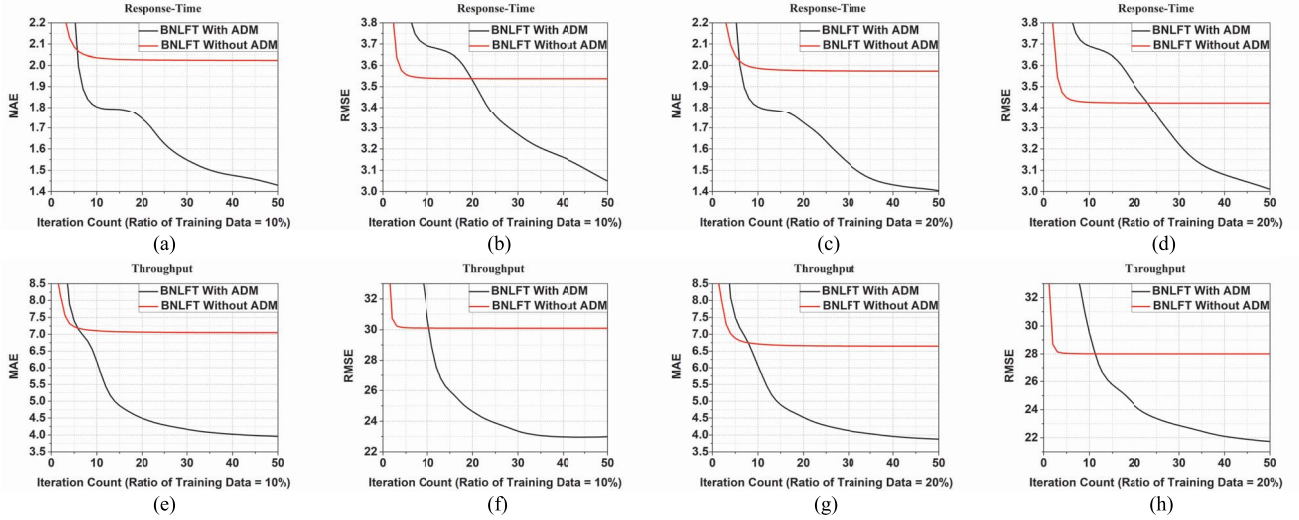 Response-Time
BNLFT With ADM
BNLFT Without ADM
MAE
2.2
2.1
2.0
1.9
1.8
1.7
1.6
1.5
1.4
0 10 20 30 40 50
Iteration Count (Ratio of Training Data = 10%)
(a)
Response-Time
BNLFT With ADM
BNLFT Without ADM
RMSE
3.8
3.7
3.6
3.5
3.4
3.3
3.2
3.1
3.0
0 10 20 30 40 50
Iteration Count (Ratio of Training Data = 10%)
(b)
Response-Time
BNLFT With ADM
BNLFT Without ADM
MAE
2.2
2.1
2.0
1.9
1.8
1.7
1.6
1.5
1.4
0 10 20 30 40 50
Iteration Count (Ratio of Training Data = 20%)
(c)
Response-Time
BNLFT With ADM
BNLFT Without ADM
RMSE
3.8
3.7
3.6
3.5
3.4
3.3
3.2
3.1
3.0
0 10 20 30 40 50
Iteration Count (Ratio of Training Data = 20%)
(d)
Throughput
BNLFT With ADM
BNLFT Without ADM
MAE
8.5
8.0
7.5
7.0
6.5
6.0
5.5
5.0
4.5
4.0
3.5
0 10 20 30 40 50
Iteration Count (Ratio of Training Data = 10%)
(e)
Throughput
BNLFT With ADM
BNLFT Without ADM
RMSE
32
30
28
26
24
22
0 10 20 30 40 50
Iteration Count (Ratio of Training Data = 10%)
(f)
Throughput
BNLFT With ADM
BNLFT Without ADM
MAE
8.5
8.0
7.5
7.0
6.5
6.0
5.5
5.0
4.5
4.0
3.5
0 10 20 30 40 50
Iteration Count (Ratio of Training Data = 20%)
(g)
Throughput
BNLFT With ADM
BNLFT Without ADM
RMSE
32
30
28
26
24
22
0 10 20 30 40 50
Iteration Count (Ratio of Training Data = 20%)
(h)